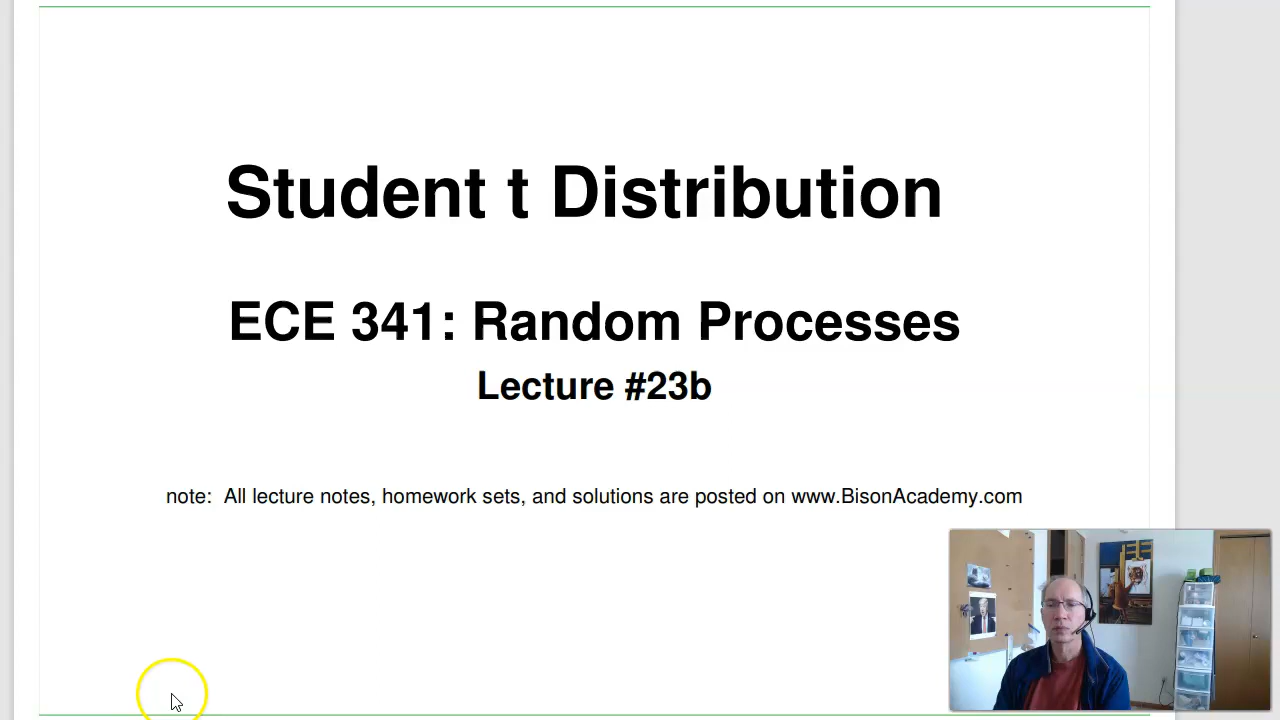 Student t Distribution
ECE 341: Random Processes
Lecture #23b
note: All lecture notes, homework sets, and solutions are posted on www.BisonAcademy.com